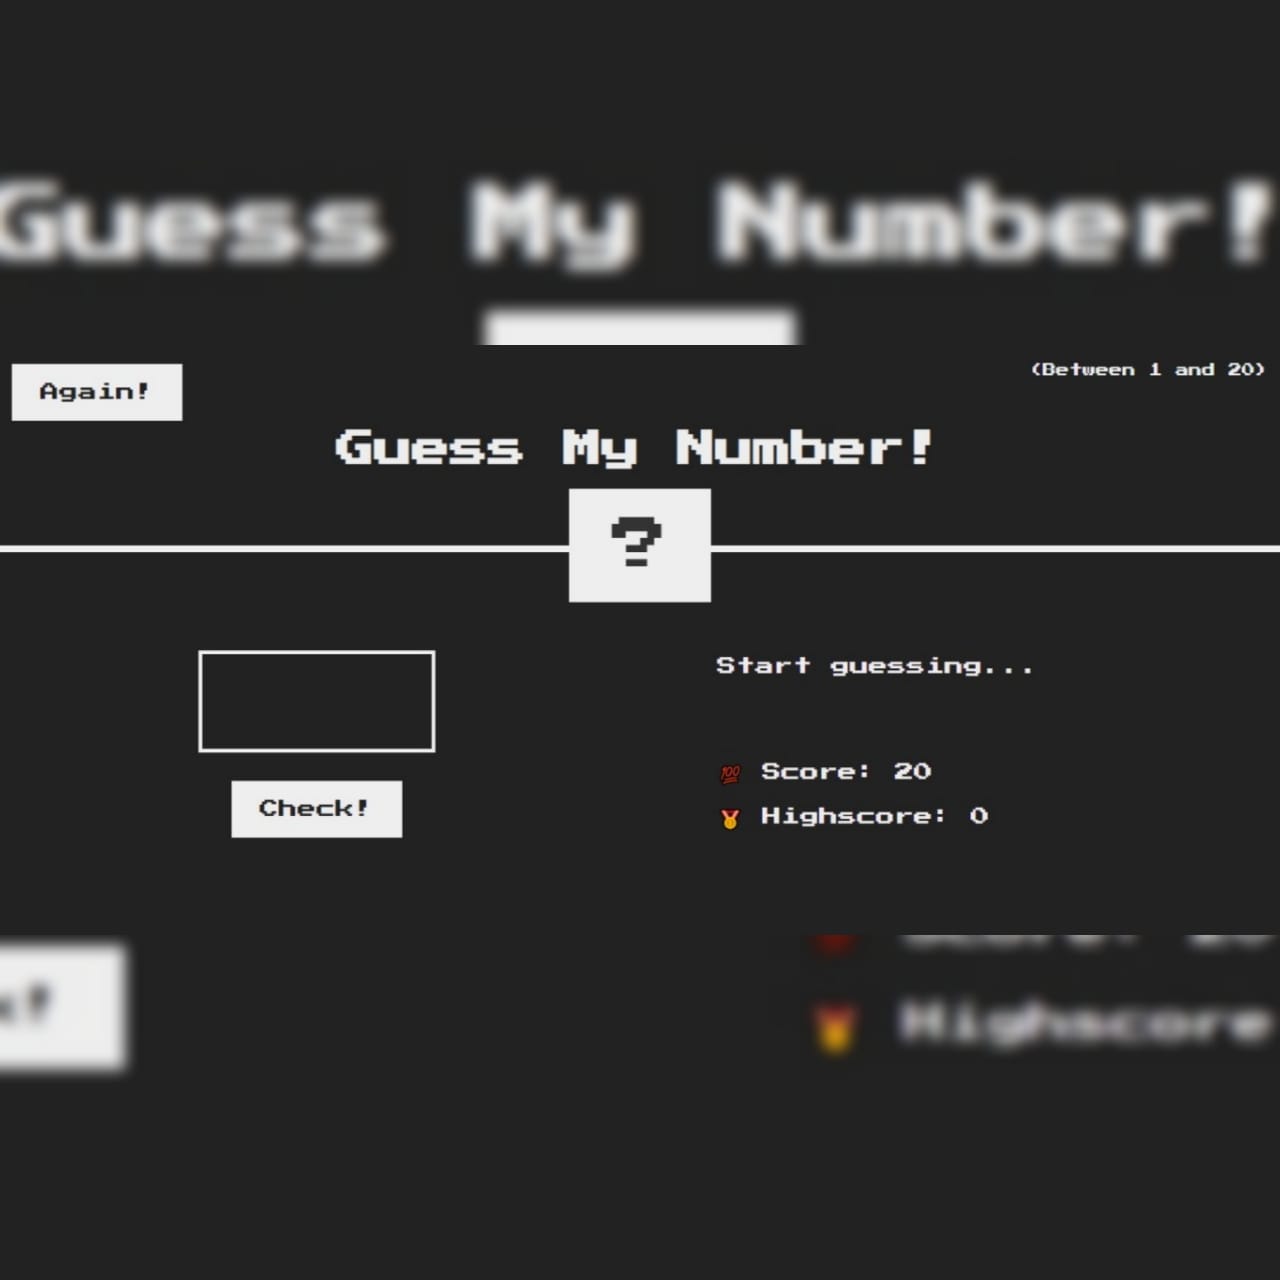 Guess My Number!
Again!
(Between 1 and 20)
Guess My Number!
?
Start guessing...
💯 Score: 20
Check!
🏅 Highscore: 0
Highscore